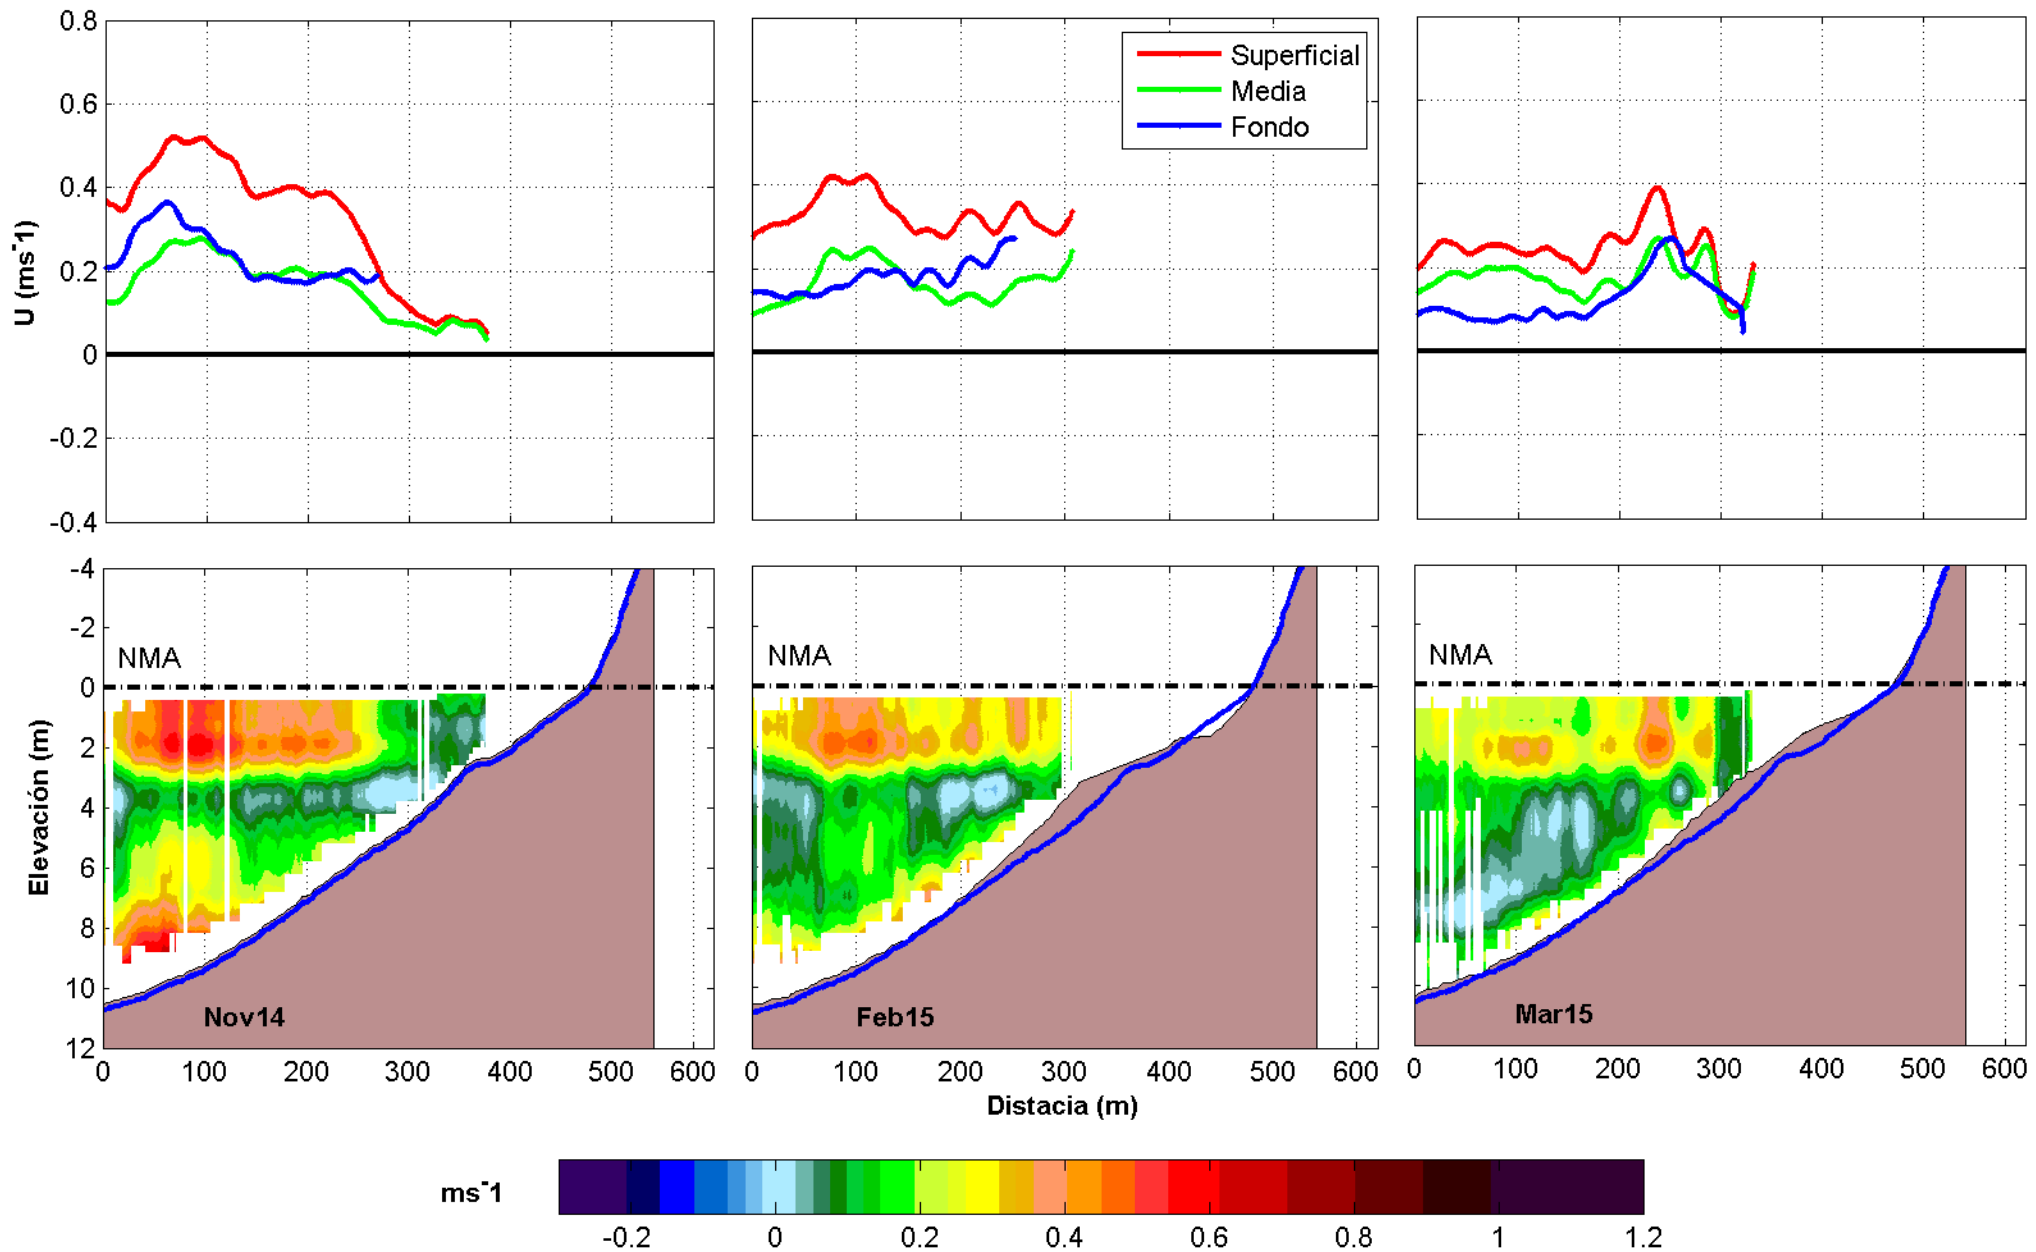 0.8
0.6
0.4
0.2
0
-0.2
-0.4
U (ms⁻1)
Superficial
Media
Fondo
-4
-2
0
2
4
6
8
10
12
Elevación (m)
NMA
NMA
NMA
Nov14
Feb15
Mar15
0 100 200 300 400 500 600
0 100 200 300 400 500 600
0 100 200 300 400 500 600
Distacia (m)
ms⁻1
-0.2 0 0.2 0.4 0.6 0.8 1 1.2